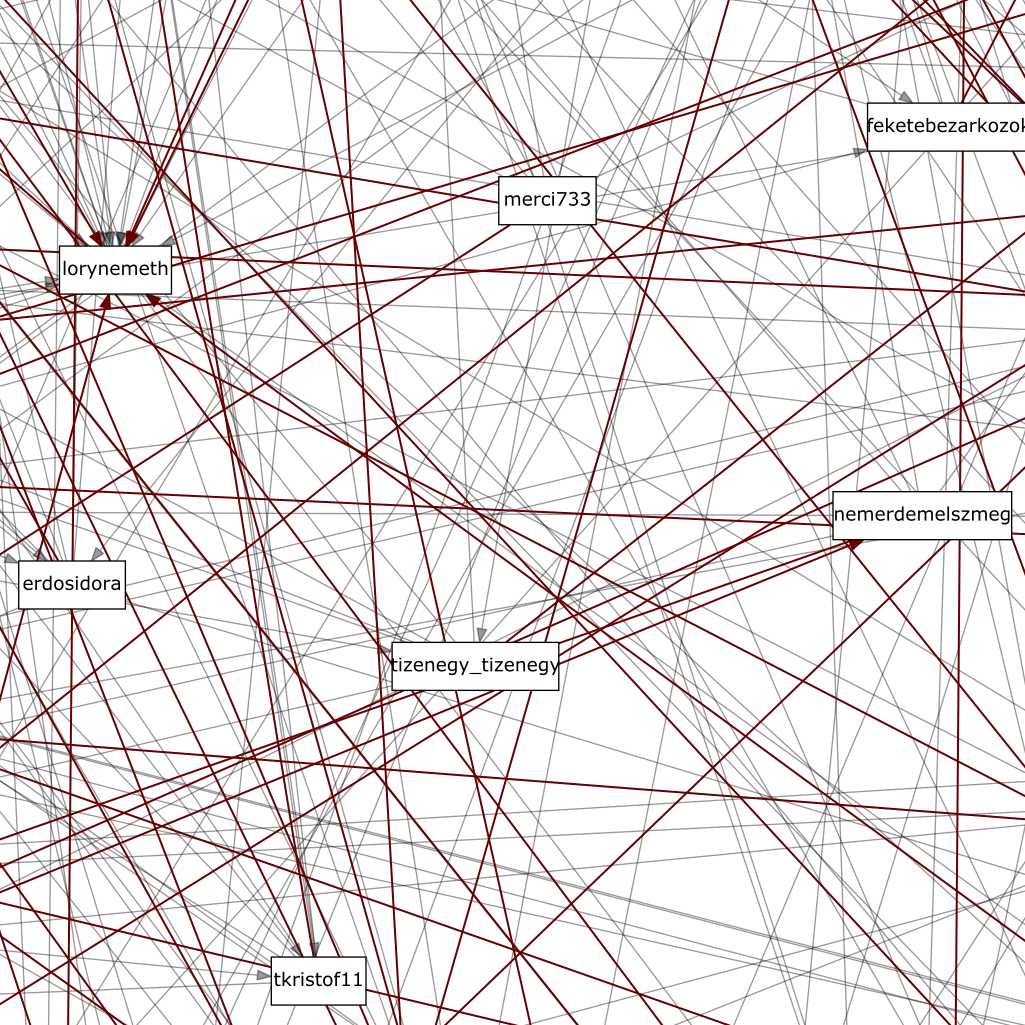 feketebezarkozok
merci733
lorynemeth
nemerdemelszmeg
erdosidora
tizenegy_tizenegy
tkristof11